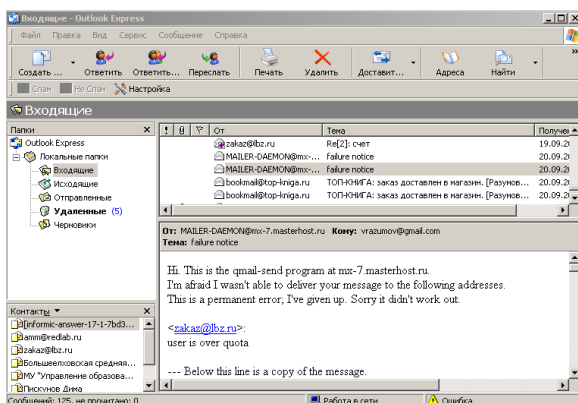 Входящие - Outlook Express
Файл Правка Вид Сервис Сообщение Справка
Создать ... Ответить Ответить... Переслать Печать Удалить Доставит... Адреса Найти
Спам Не Спам Настройка
Входящие
Папки
Outlook Express
Локальные папки
Входящие
Исходящие
Отправленные
Удаленные (5)
Черновики
Контакты
[informic-answer-17-1-7bd3...
amm@redlab.ru
zakaz@lbz.ru
Большеелховская средняя...
МУ "Управление образова...
Пискунов Дима
! От Тема Получен
zakaz@lbz.ru Re[2]: счет 19.09.20
MAILER-DAEMON@mx-... failure notice 20.09.20
MAILER-DAEMON@mx-... failure notice 20.09.20
bookmail@top-kniga.ru ТОП-КНИГА: заказ доставлен в магазин. [Разумов... 20.09.20
bookmail@top-kniga.ru ТОП-КНИГА: заказ доставлен в магазин. [Разумов... 20.09.20
От: MAILER-DAEMON@mx-7.masterhost.ru Кому: vrazumov@gmail.com
Тема: failure notice
Hi. This is the qmail-send program at mx-7.masterhost.ru.
I'm afraid I wasn't able to deliver your message to the following addresses.
This is a permanent error; I've given up. Sorry it didn't work out.
<zakaz@lbz.ru>:
user is over quota
--- Below this line is a copy of the message.
Сообщений: 125, не прочитано: 0 Работа в сети Ошибка